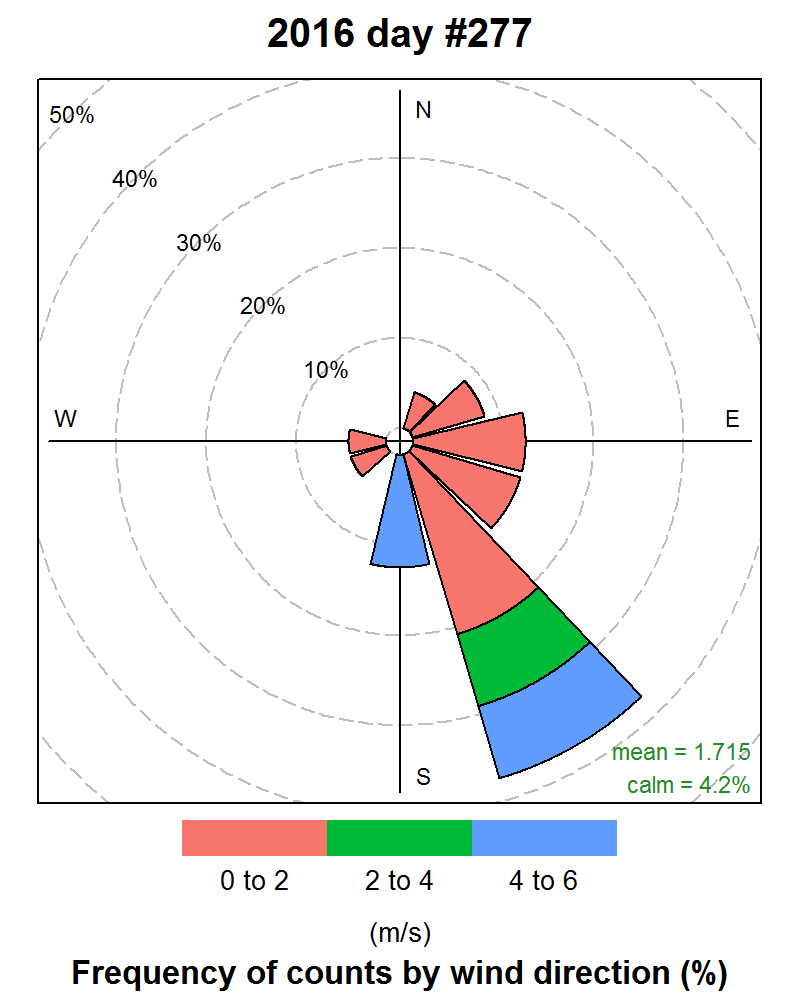 2016 day #277
N
50%
40%
30%
20%
10%
W
E
S
mean = 1.715
calm = 4.2%
0 to 2
2 to 4
4 to 6
(m/s)
Frequency of counts by wind direction (%)